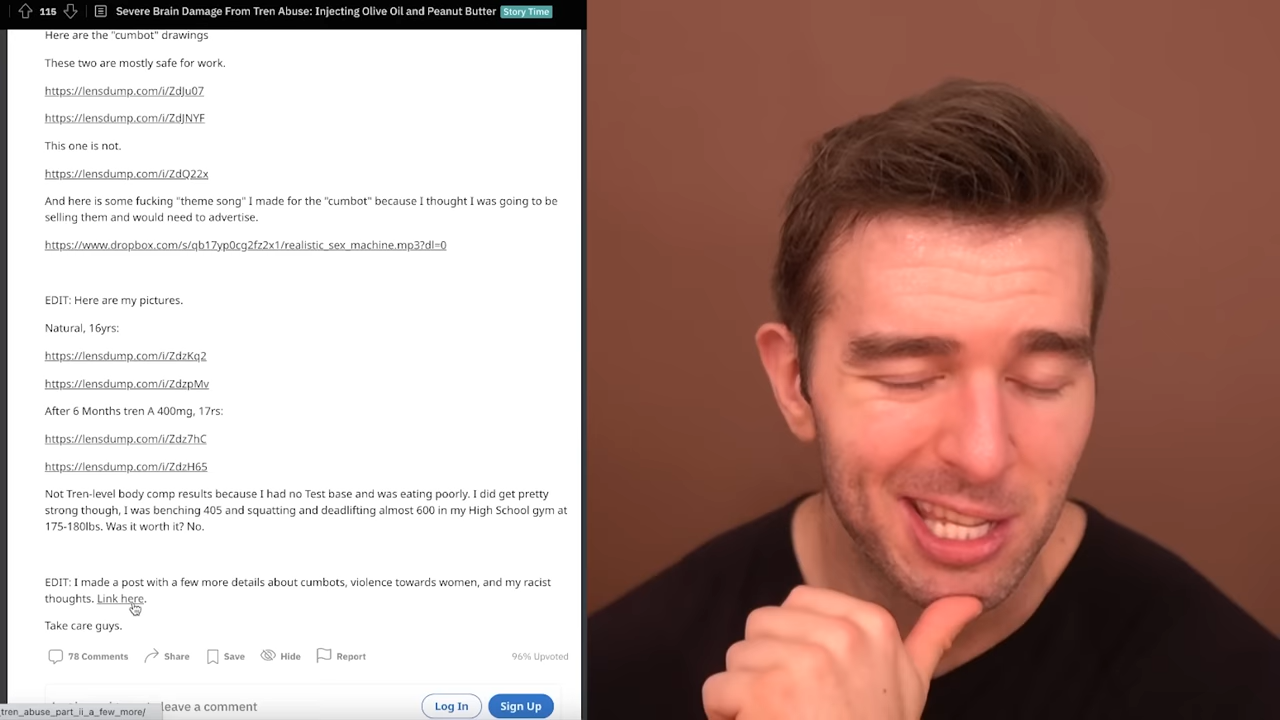 115 Severe Brain Damage From Tren Abuse: Injecting Olive Oil and Peanut Butter Story Time
Here are the "cumbot" drawings
These two are mostly safe for work.
https://lensdump.com/i/ZdJu07
https://lensdump.com/i/ZdJNYF
This one is not.
https://lensdump.com/i/ZdQ22x
And here is some fucking "theme song" I made for the "cumbot" because I thought I was going to be
selling them and would need to advertise.
https://www.dropbox.com/s/qb17yp0cg2fz2x1/realistic_sex_machine.mp3?dl=0
EDIT: Here are my pictures.
Natural, 16yrs:
https://lensdump.com/i/ZdzKq2
https://lensdump.com/i/ZdzpMv
After 6 Months tren A 400mg, 17rs:
https://lensdump.com/i/Zdz7hC
https://lensdump.com/i/ZdzH65
Not Tren-level body comp results because I had no Test base and was eating poorly. I did get pretty
strong though, I was benching 405 and squatting and deadlifting almost 600 in my High School gym at
175-180lbs. Was it worth it? No.
EDIT: I made a post with a few more details about cumbots, violence towards women, and my racist
thoughts. Link here.
Take care guys.
78 Comments Share Save Hide Report 96% Upvoted
leave a comment Log In Sign Up
_tren_abuse_part_ii_a_few_more/